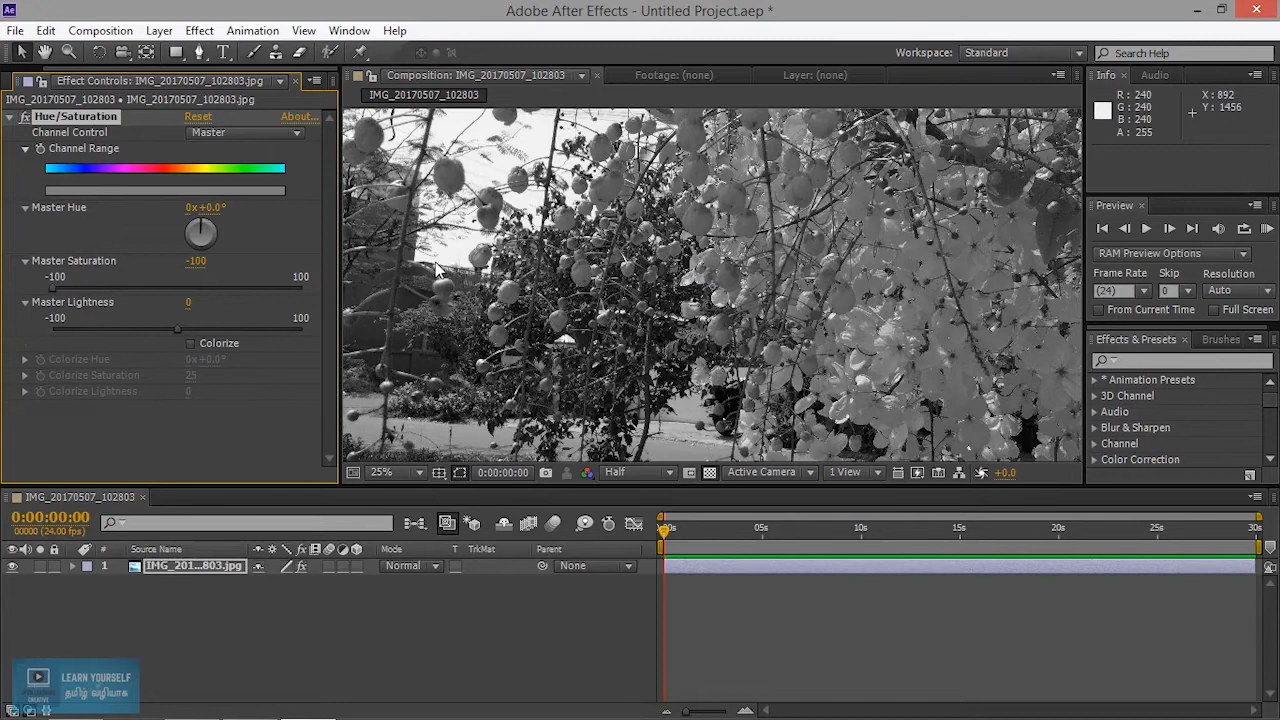 Ae
Adobe After Effects - Untitled Project.aep *
File Edit Composition Layer Effect Animation View Window Help
Workspace: Standard
Search Help
Effect Controls: IMG_20170507_102803.jpg
IMG_20170507_102803 • IMG_20170507_102803.jpg
Hue/Saturation Reset About...
Channel Control Master
Channel Range
Master Hue 0x +0.0°
Master Saturation -100
-100 100
Master Lightness 0
-100 100
Colorize
Colorize Hue 0x +0.0°
Colorize Saturation 25
Colorize Lightness 0
Composition: IMG_20170507_102803
Footage: (none)
Layer: (none)
IMG_20170507_102803
25% 0:00:00:00 Half Active Camera 1 View +0.0
Info Audio
R: 240 X: 892
G: 240 Y: 1456
B: 240
A: 255
Preview
RAM Preview Options
Frame Rate Skip Resolution
(24) 0 Auto
From Current Time Full Screen
Effects & Presets Brushes
* Animation Presets
3D Channel
Audio
Blur & Sharpen
Channel
Color Correction
IMG_20170507_102803
0:00:00:00
00000 (24.00 fps)
05s 10s 15s 20s 25s 30s
# Source Name Mode T TrkMat Parent
1 IMG_201...803.jpg Normal None
LEARN YOURSELF
தமிழ் வழியாக
CREATIVE